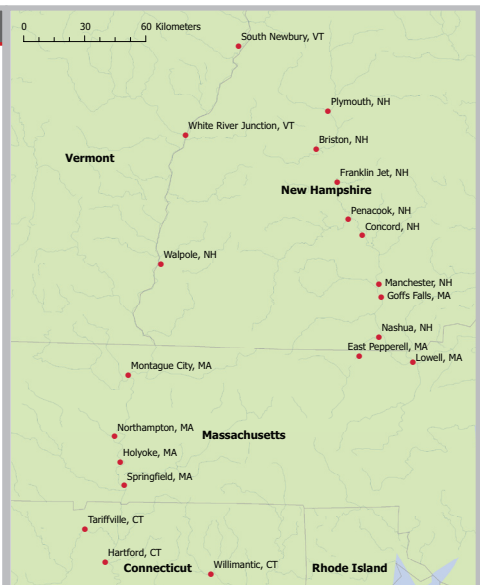 0 30 60 Kilometers
South Newbury, VT
Plymouth, NH
White River Junction, VT
Briston, NH
Vermont
Franklin Jet, NH
New Hampshire
Penacook, NH
Concord, NH
Walpole, NH
Manchester, NH
Goffs Falls, MA
Nashua, NH
East Pepperell, MA
Lowell, MA
Montague City, MA
Northampton, MA
Massachusetts
Holyoke, MA
Springfield, MA
Tariffville, CT
Hartford, CT
Connecticut
Willimantic, CT
Rhode Island